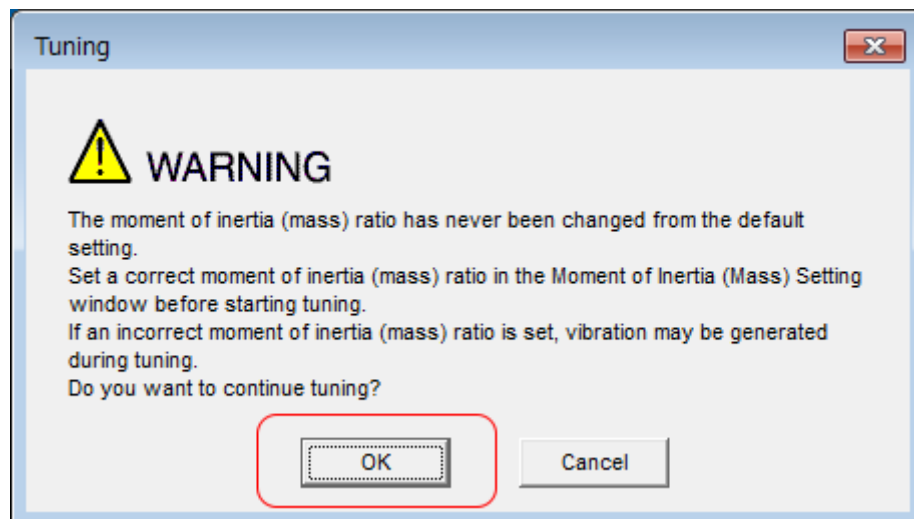 Tuning
WARNING
The moment of inertia (mass) ratio has never been changed from the default
setting.
Set a correct moment of inertia (mass) ratio in the Moment of Inertia (Mass) Setting
window before starting tuning.
If an incorrect moment of inertia (mass) ratio is set, vibration may be generated
during tuning.
Do you want to continue tuning?
OK Cancel